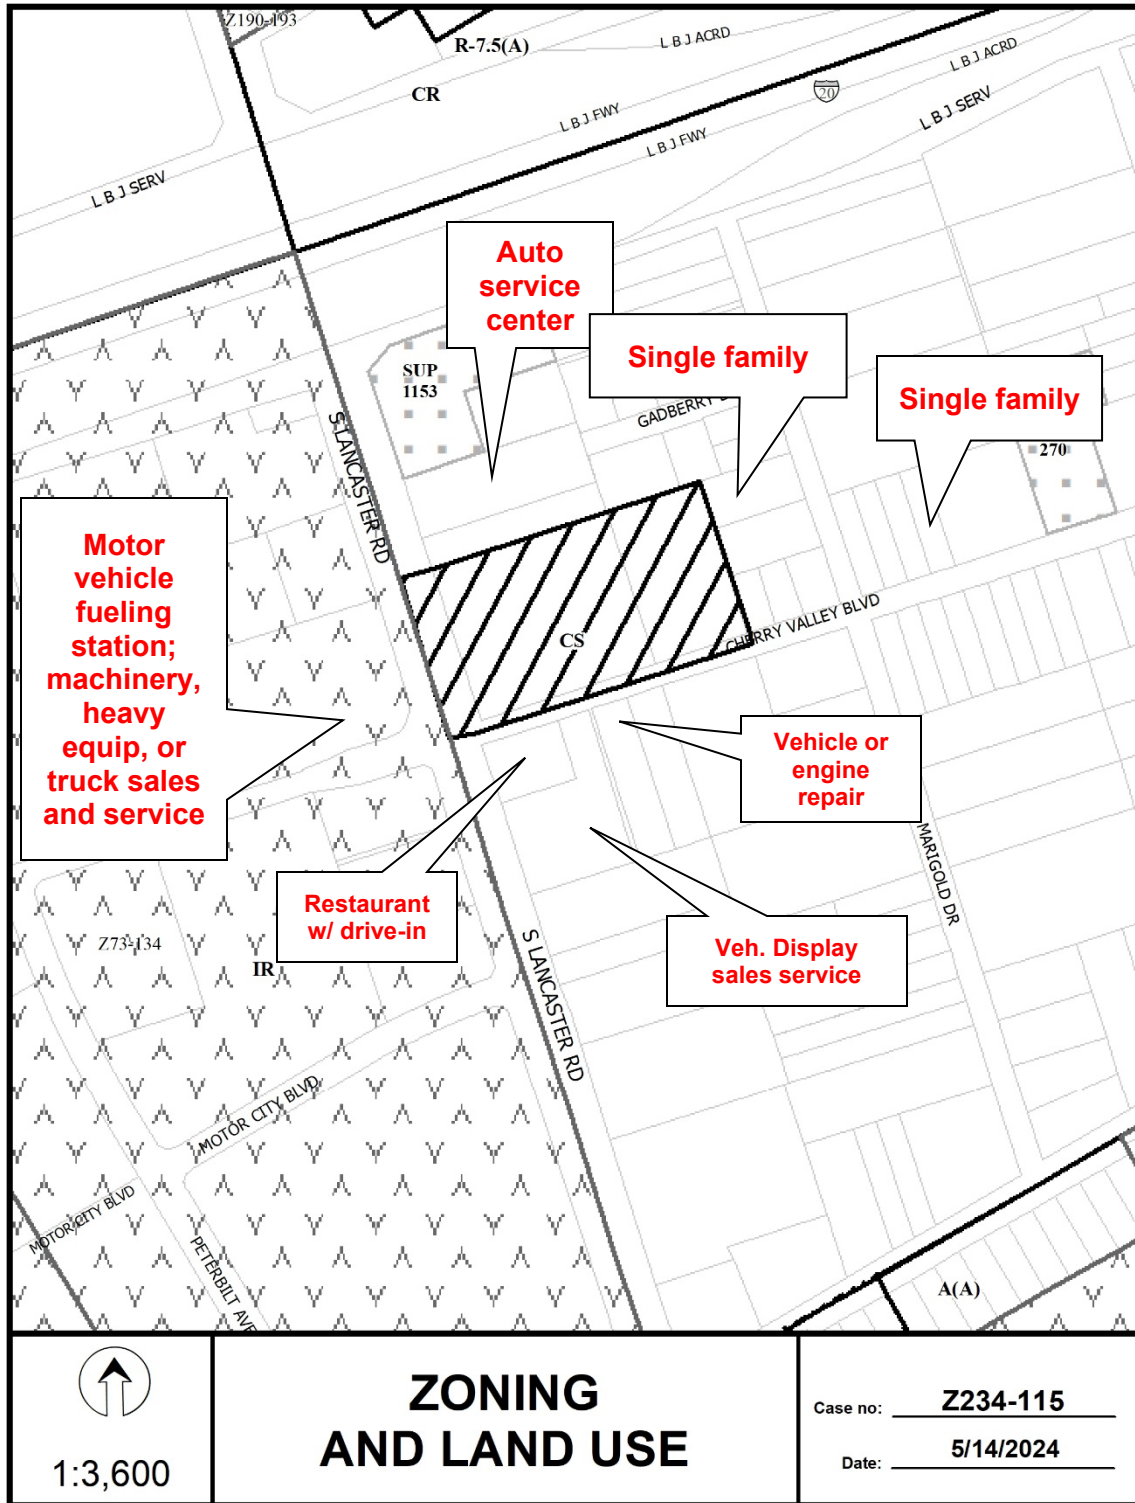 Z190-193
R-7.5(A)
L B J ACRD
L B J ACRD
CR
20
L B J FWY
L B J SERV
L B J FWY
L B J SERV
Auto
service
center
Single family
SUP
1153
GADBERRY
Single family
270
S LANCASTER RD
Motor
vehicle
fueling
station;
machinery,
heavy
equip, or
truck sales
and service
CS
CHERRY VALLEY BLVD
Vehicle or
engine
repair
MARIGOLD DR
Restaurant
w/ drive-in
Veh. Display
sales service
Z73-134
IR
S LANCASTER RD
MOTOR CITY BLVD
MOTOR CITY BLVD
PETERBILT AVE
A(A)
1:3,600
ZONING
AND LAND USE
Case no: Z234-115
Date: 5/14/2024